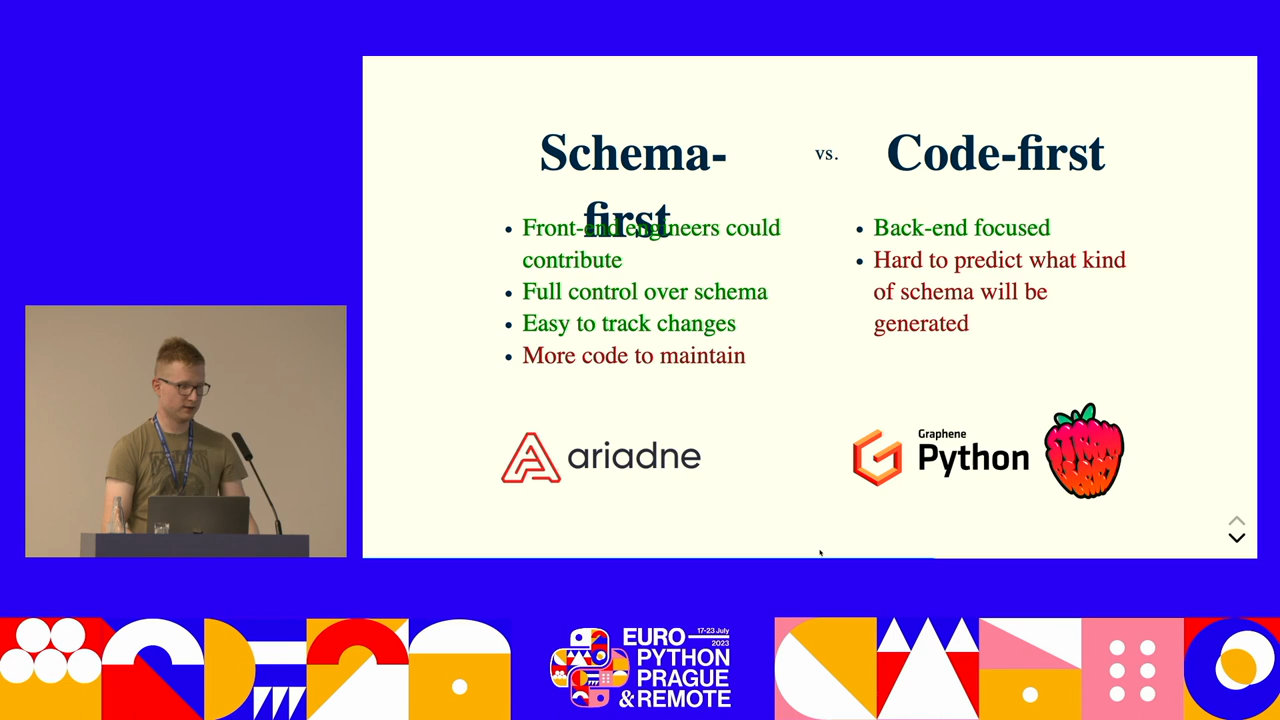 Schema-
first
vs.
Code-first
Front-end engineers could
contribute
Full control over schema
Easy to track changes
More code to maintain
Back-end focused
Hard to predict what kind
of schema will be
generated
ariadne
Graphene
Python
STRAWBERRY
EURO
17-23 July
2023
PYTHON
PRAGUE
&REMOTE